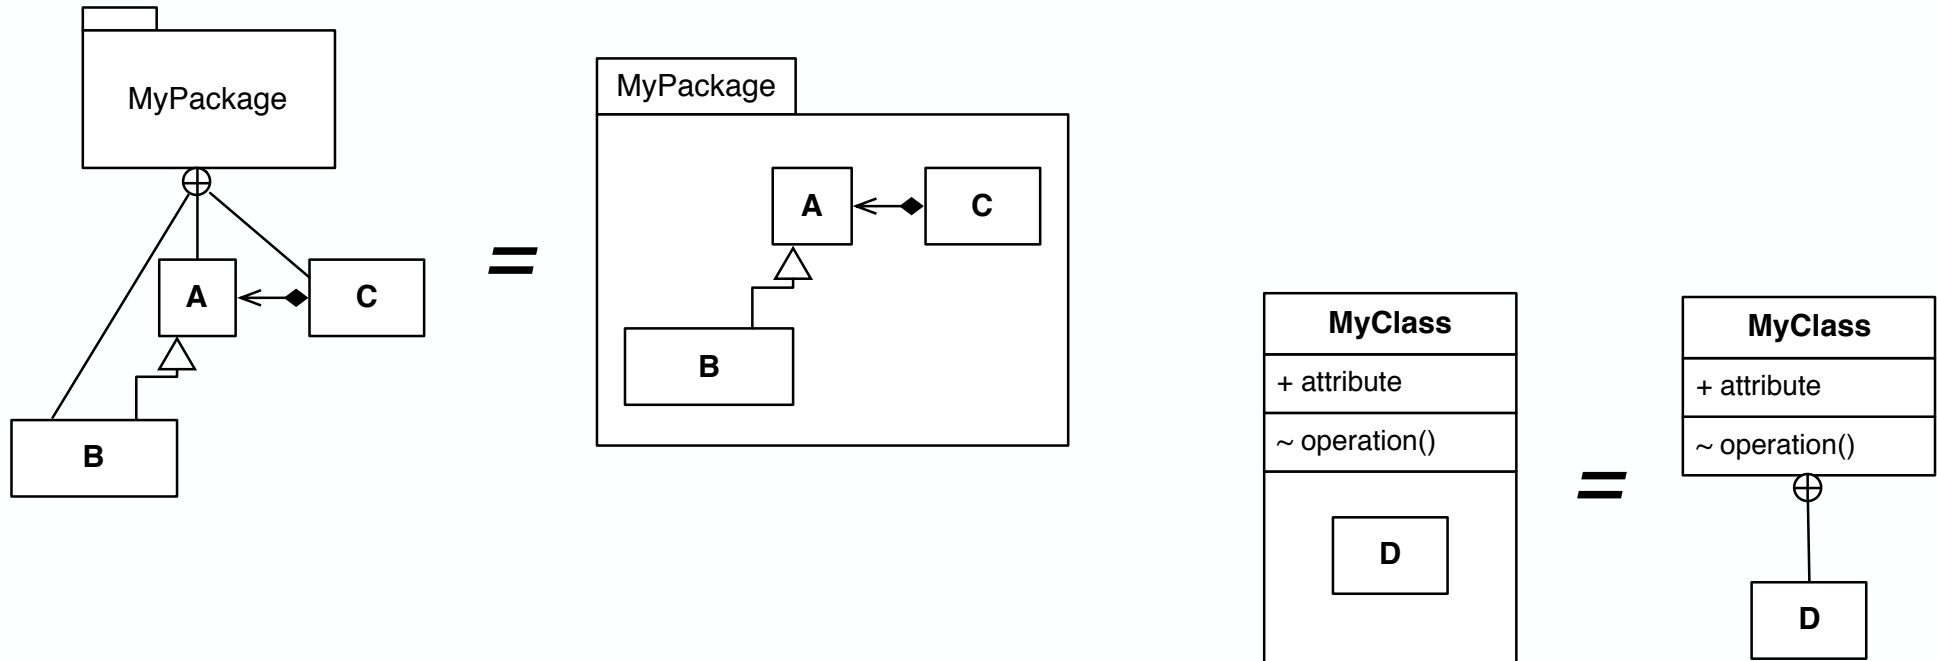 MyPackage
A
C
B
=
MyPackage
A
C
B
MyClass
+ attribute
~ operation()
D
=
MyClass
+ attribute
~ operation()
D